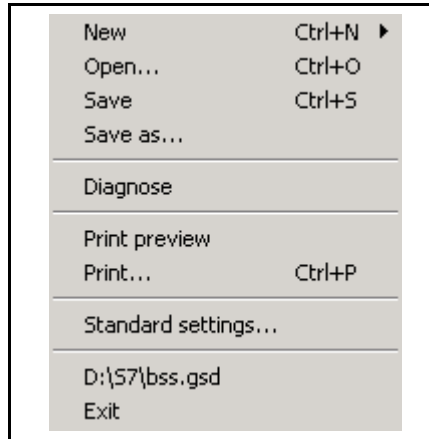 New Ctrl+N
Open... Ctrl+O
Save Ctrl+S
Save as...
Diagnose
Print preview
Print... Ctrl+P
Standard settings...
D:\S7\bss.gsd
Exit